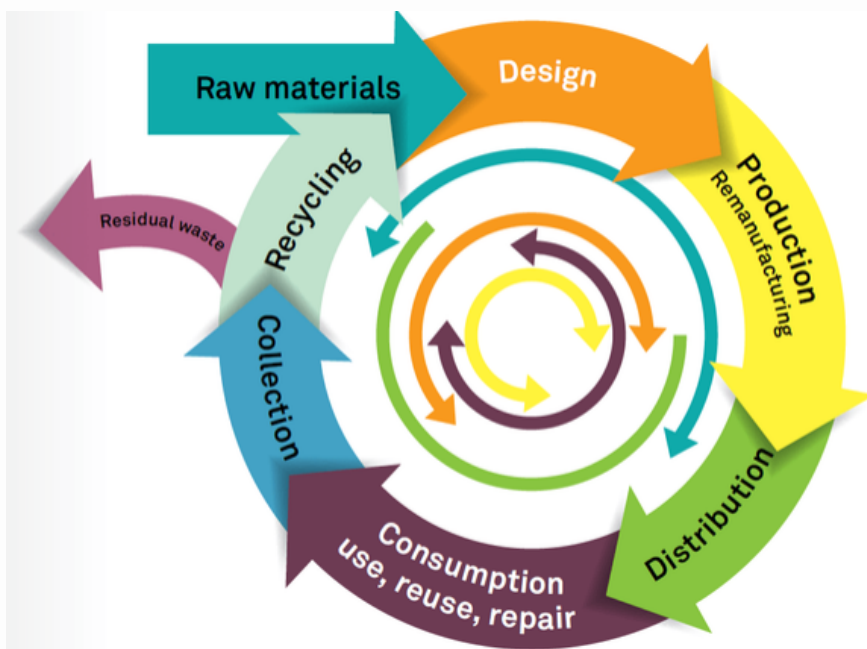 Raw materials
Design
Production
Remanufacturing
Distribution
Consumption
use, reuse, repair
Collection
Recycling
Residual waste